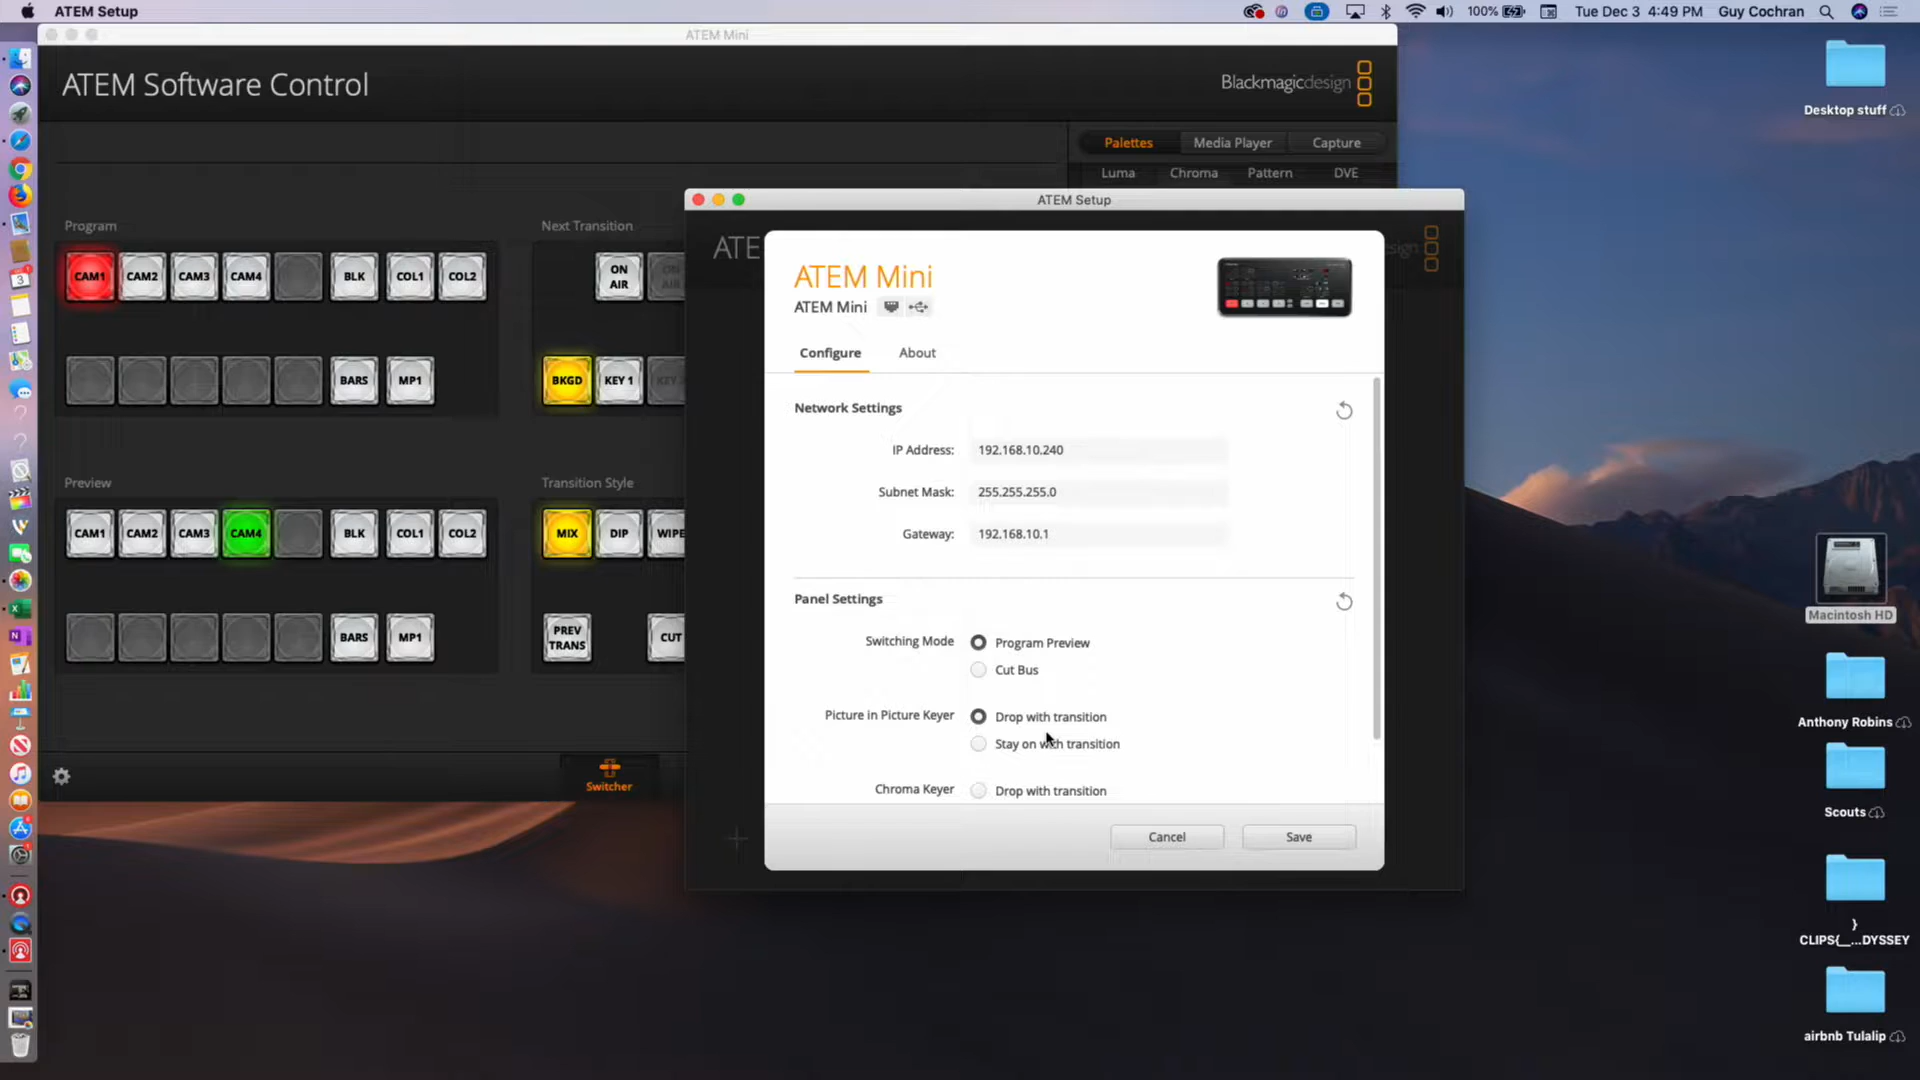 ATEM Setup
100% Tue Dec 3 4:49 PM Guy Cochran
ATEM Mini
ATEM Software Control
Blackmagicdesign
Palettes Media Player Capture
Luma Chroma Pattern DVE
Program
CAM1 CAM2 CAM3 CAM4 BLK COL1 COL2
BARS MP1
Next Transition
ON AIR ON AIR
BKGD KEY 1
Preview
CAM1 CAM2 CAM3 CAM4 BLK COL1 COL2
BARS MP1
Transition Style
MIX DIP WIPE
PREV TRANS CUT
Switcher
ATEM Setup
ATE
sign
ATEM Mini
ATEM Mini
Configure About
Network Settings
IP Address: 192.168.10.240
Subnet Mask: 255.255.255.0
Gateway: 192.168.10.1
Panel Settings
Switching Mode Program Preview
Cut Bus
Picture in Picture Keyer Drop with transition
Stay on with transition
Chroma Keyer Drop with transition
Cancel Save
Desktop stuff
Macintosh HD
Anthony Robins
Scouts
}
CLIPS{__...DYSSEY
airbnb Tulalip